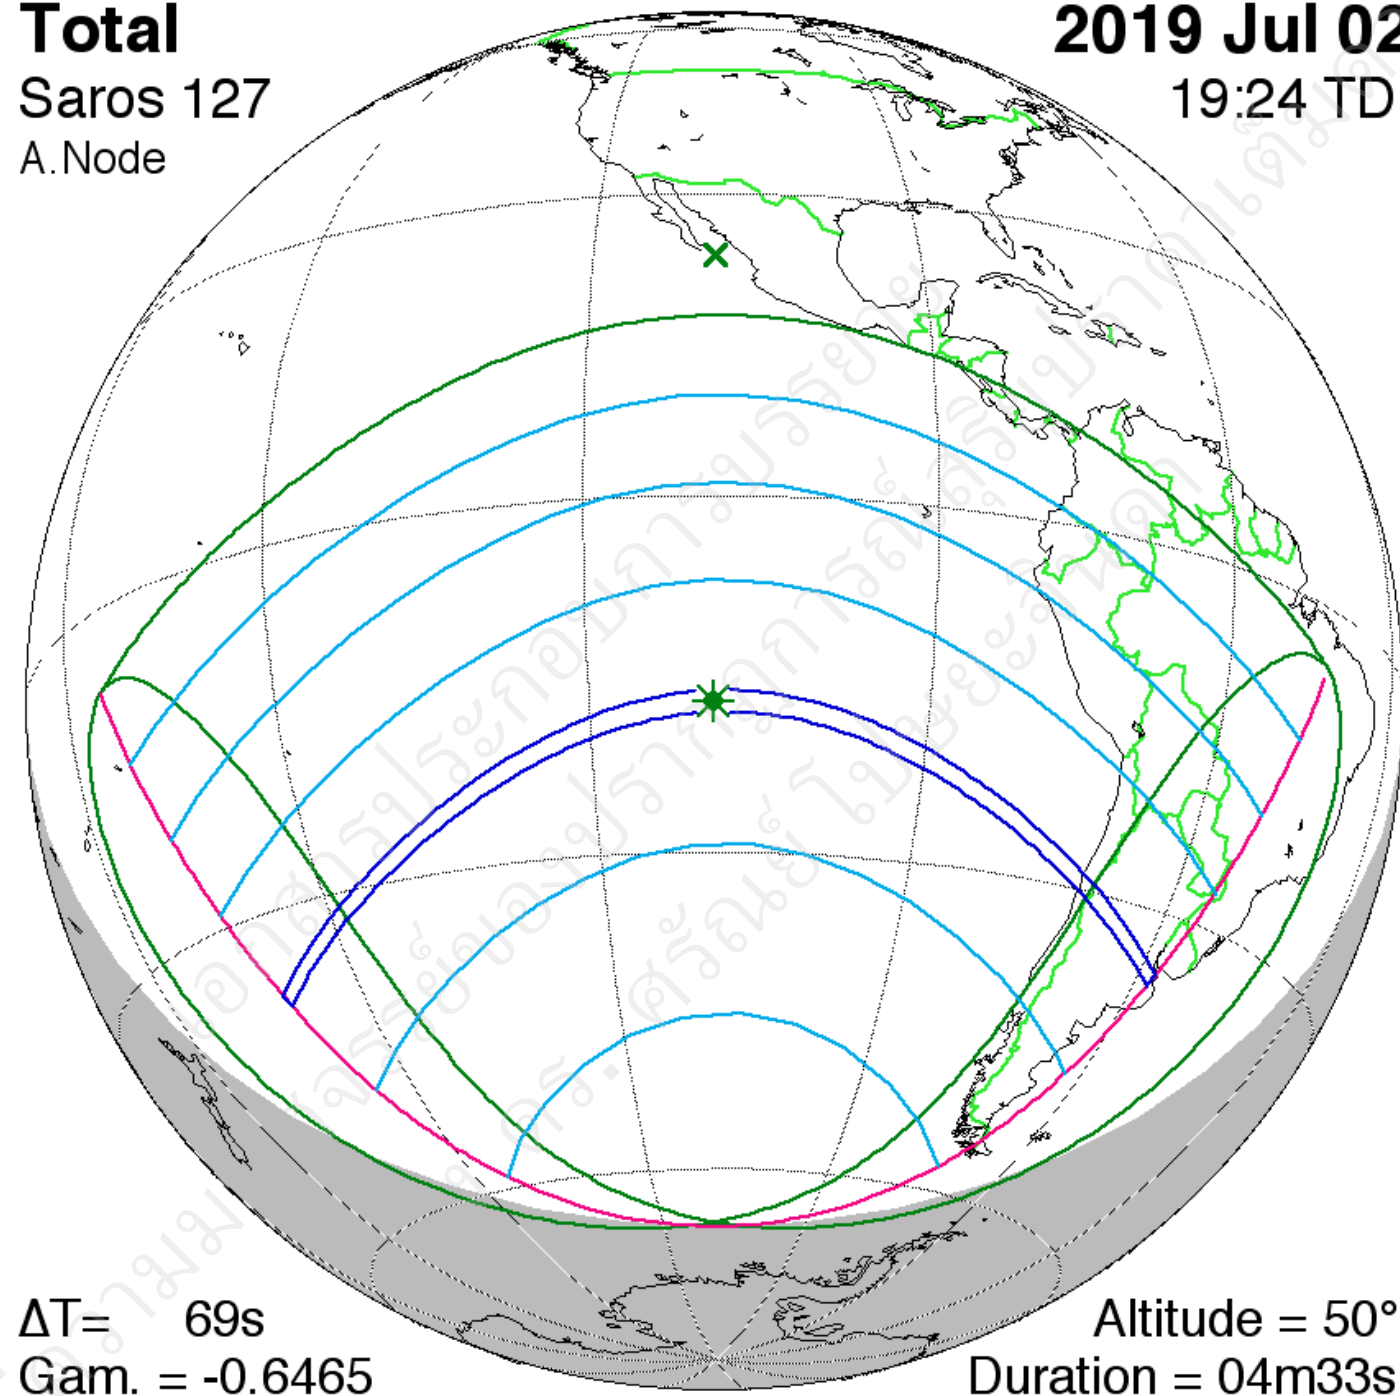 Total
2019 Jul 02
Saros 127
19:24 TD
A.Node
ΔT= 69s
Altitude = 50°
Gam. = -0.6465
Duration = 04m33s